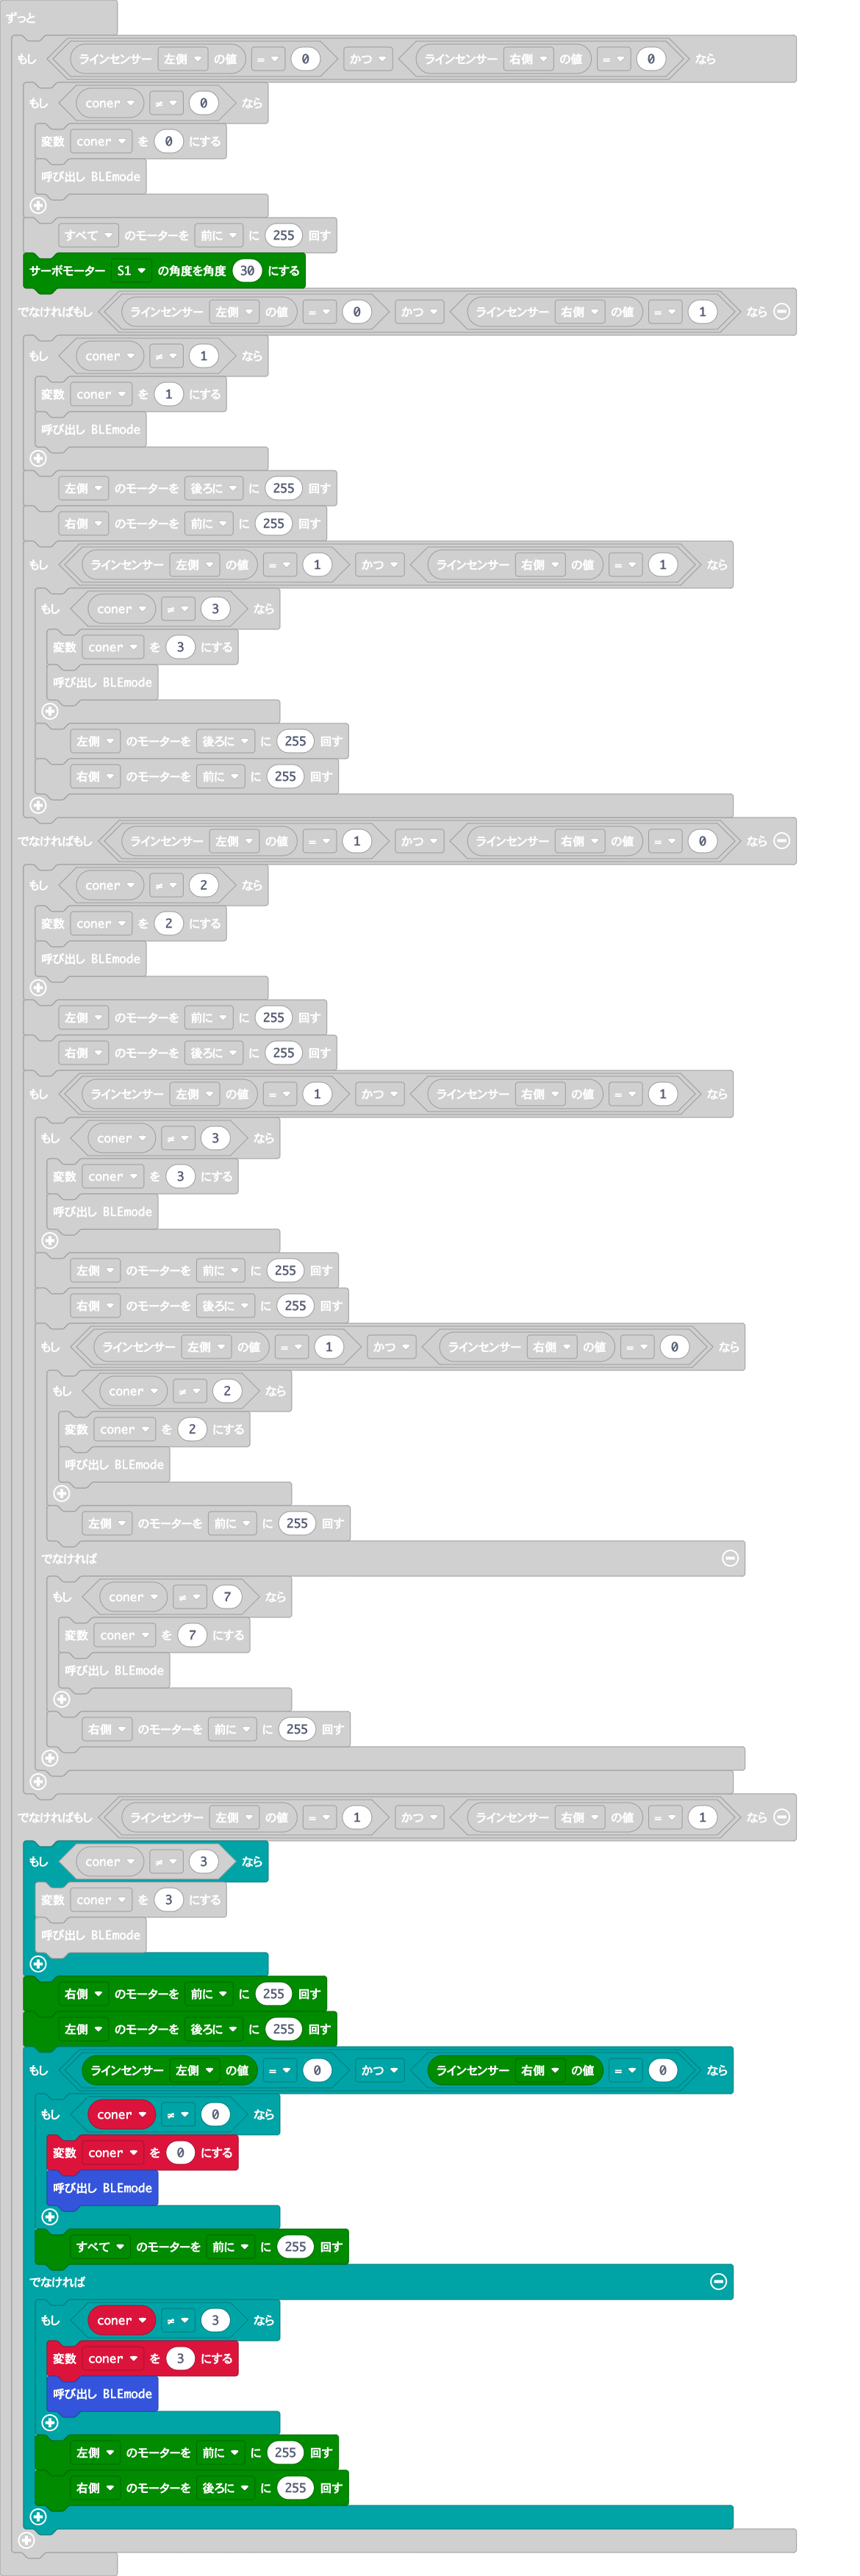 ずっと
もし ラインセンサー 左側 の値 = 0 かつ ラインセンサー 右側 の値 = 0 なら
もし coner ≠ 0 なら
変数 coner を 0 にする
呼び出し BLEmode
すべて のモーターを 前に に 255 回す
サーボモーター S1 の角度を角度 30 にする
でなければもし ラインセンサー 左側 の値 = 0 かつ ラインセンサー 右側 の値 = 1 なら
もし coner ≠ 1 なら
変数 coner を 1 にする
呼び出し BLEmode
左側 のモーターを 後ろに に 255 回す
右側 のモーターを 前に に 255 回す
もし ラインセンサー 左側 の値 = 1 かつ ラインセンサー 右側 の値 = 1 なら
もし coner ≠ 3 なら
変数 coner を 3 にする
呼び出し BLEmode
左側 のモーターを 後ろに に 255 回す
右側 のモーターを 前に に 255 回す
でなければもし ラインセンサー 左側 の値 = 1 かつ ラインセンサー 右側 の値 = 0 なら
もし coner ≠ 2 なら
変数 coner を 2 にする
呼び出し BLEmode
左側 のモーターを 前に に 255 回す
右側 のモーターを 後ろに に 255 回す
もし ラインセンサー 左側 の値 = 1 かつ ラインセンサー 右側 の値 = 1 なら
もし coner ≠ 3 なら
変数 coner を 3 にする
呼び出し BLEmode
左側 のモーターを 前に に 255 回す
右側 のモーターを 後ろに に 255 回す
もし ラインセンサー 左側 の値 = 1 かつ ラインセンサー 右側 の値 = 0 なら
もし coner ≠ 2 なら
変数 coner を 2 にする
呼び出し BLEmode
左側 のモーターを 前に に 255 回す
でなければ
もし coner ≠ 7 なら
変数 coner を 7 にする
呼び出し BLEmode
右側 のモーターを 前に に 255 回す
でなければもし ラインセンサー 左側 の値 = 1 かつ ラインセンサー 右側 の値 = 1 なら
もし coner ≠ 3 なら
変数 coner を 3 にする
呼び出し BLEmode
右側 のモーターを 前に に 255 回す
左側 のモーターを 後ろに に 255 回す
もし ラインセンサー 左側 の値 = 0 かつ ラインセンサー 右側 の値 = 0 なら
もし coner ≠ 0 なら
変数 coner を 0 にする
呼び出し BLEmode
すべて のモーターを 前に に 255 回す
でなければ
もし coner ≠ 3 なら
変数 coner を 3 にする
呼び出し BLEmode
左側 のモーターを 前に に 255 回す
右側 のモーターを 後ろに に 255 回す